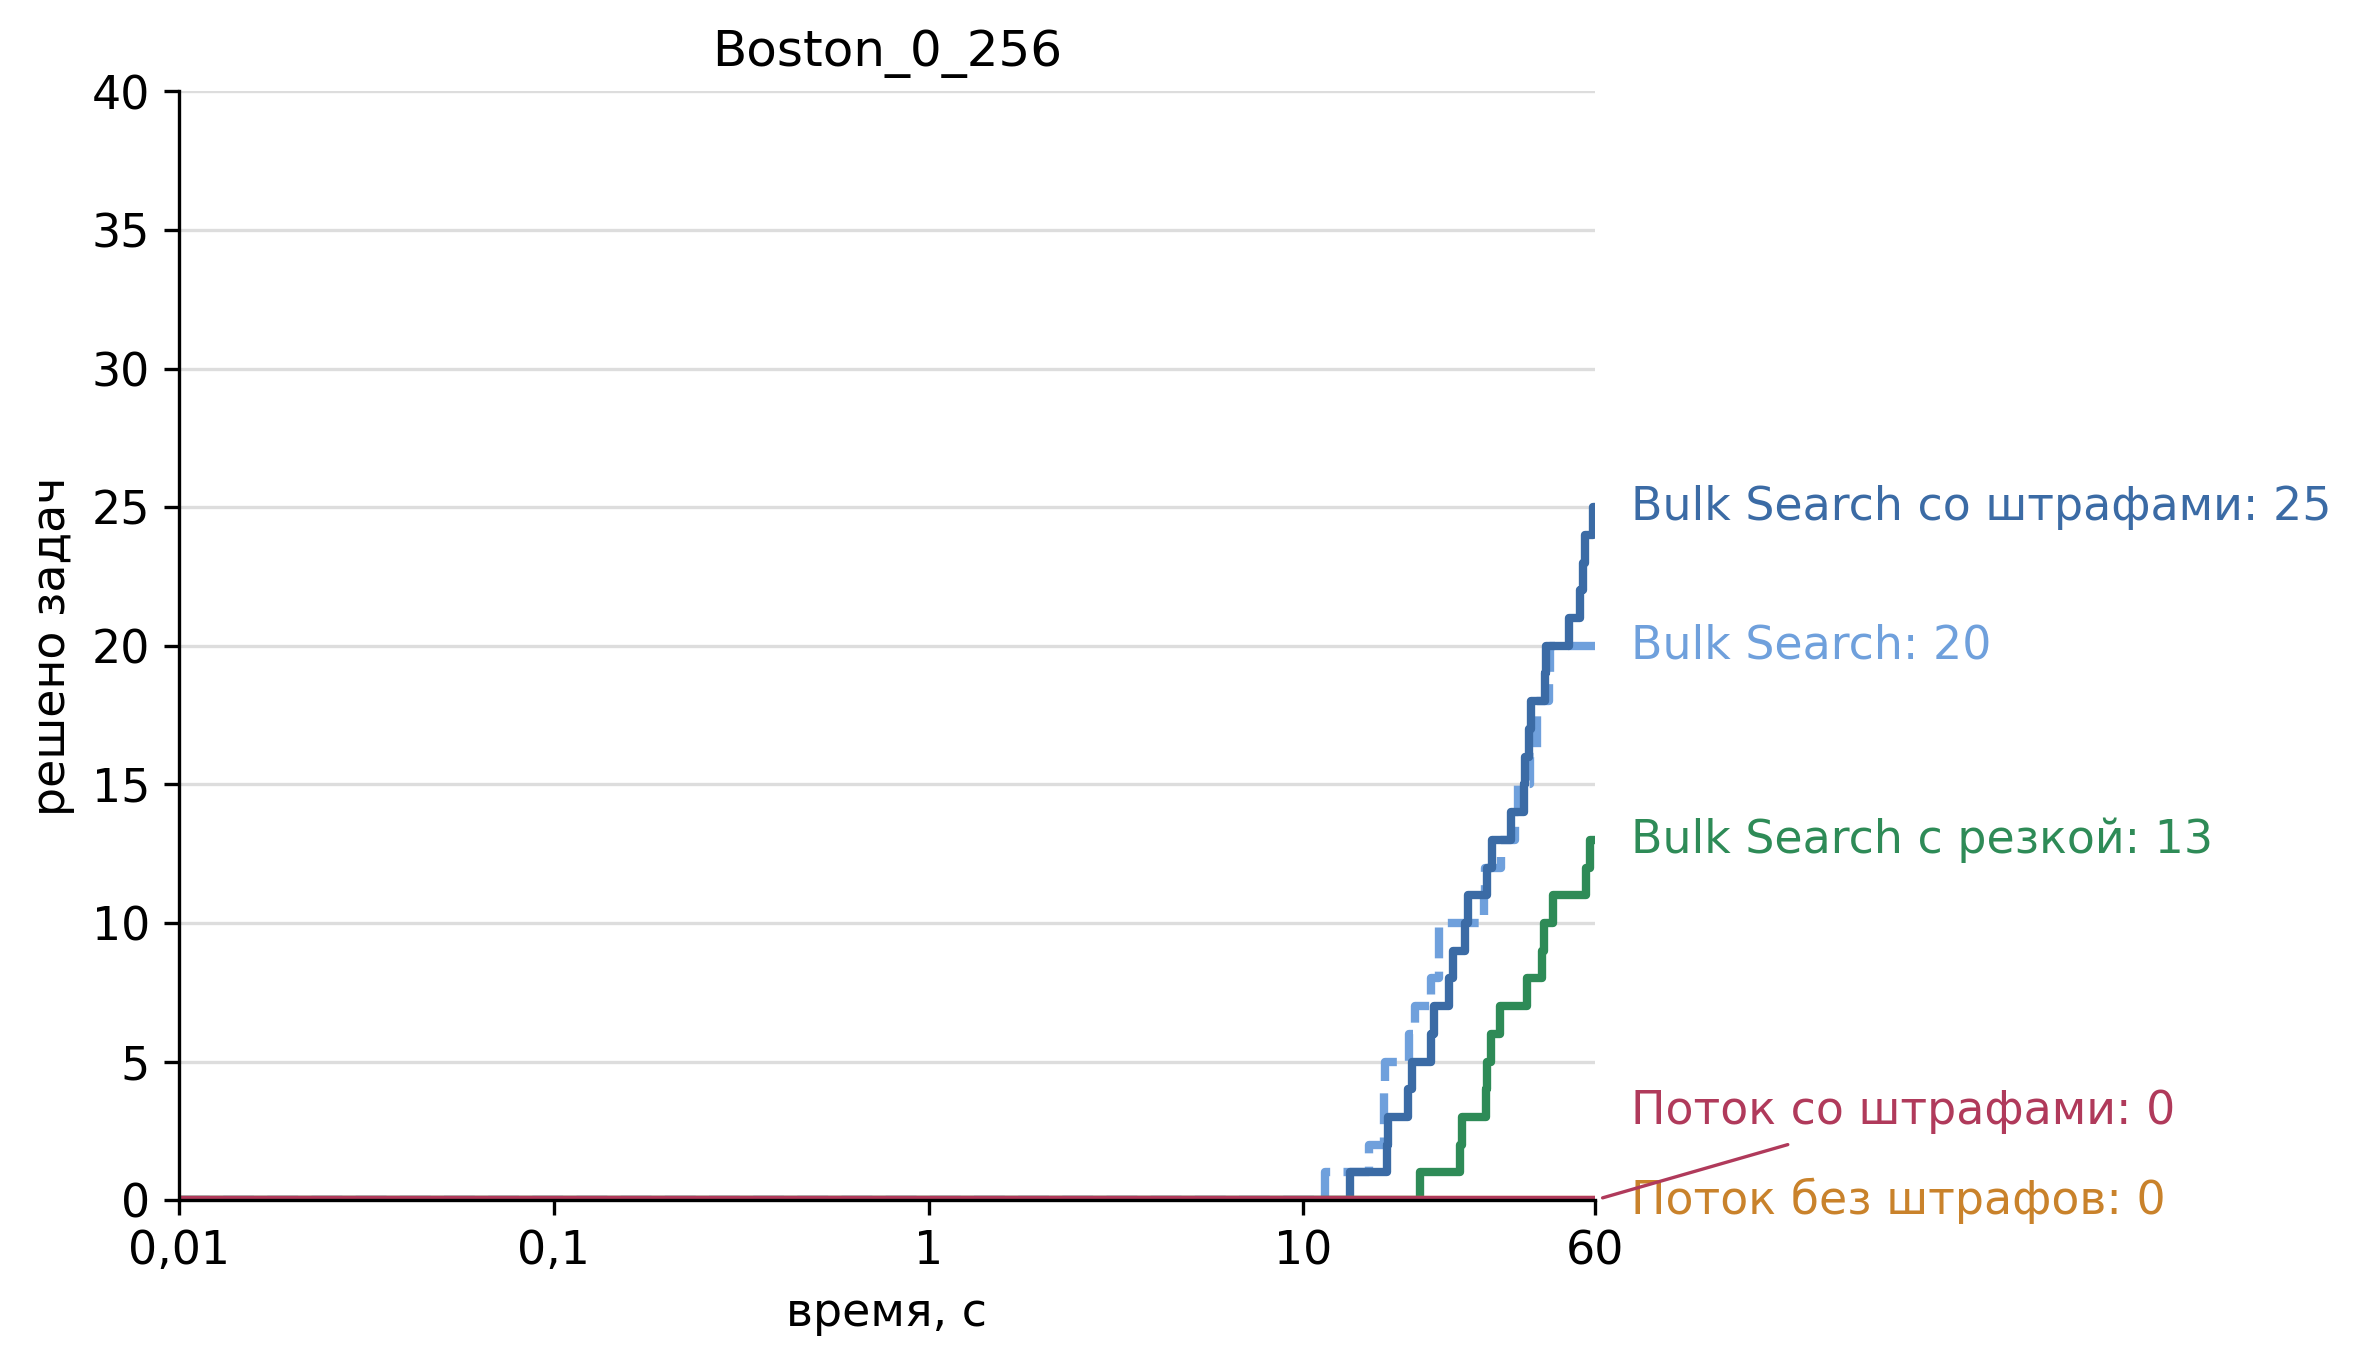 Boston_0_256
40
35
30
25
20
15
10
5
0
решено задач
0,01
0,1
1
10
60
время, с
Bulk Search со штрафами: 25
Bulk Search: 20
Bulk Search с резкой: 13
Поток со штрафами: 0
Поток без штрафов: 0